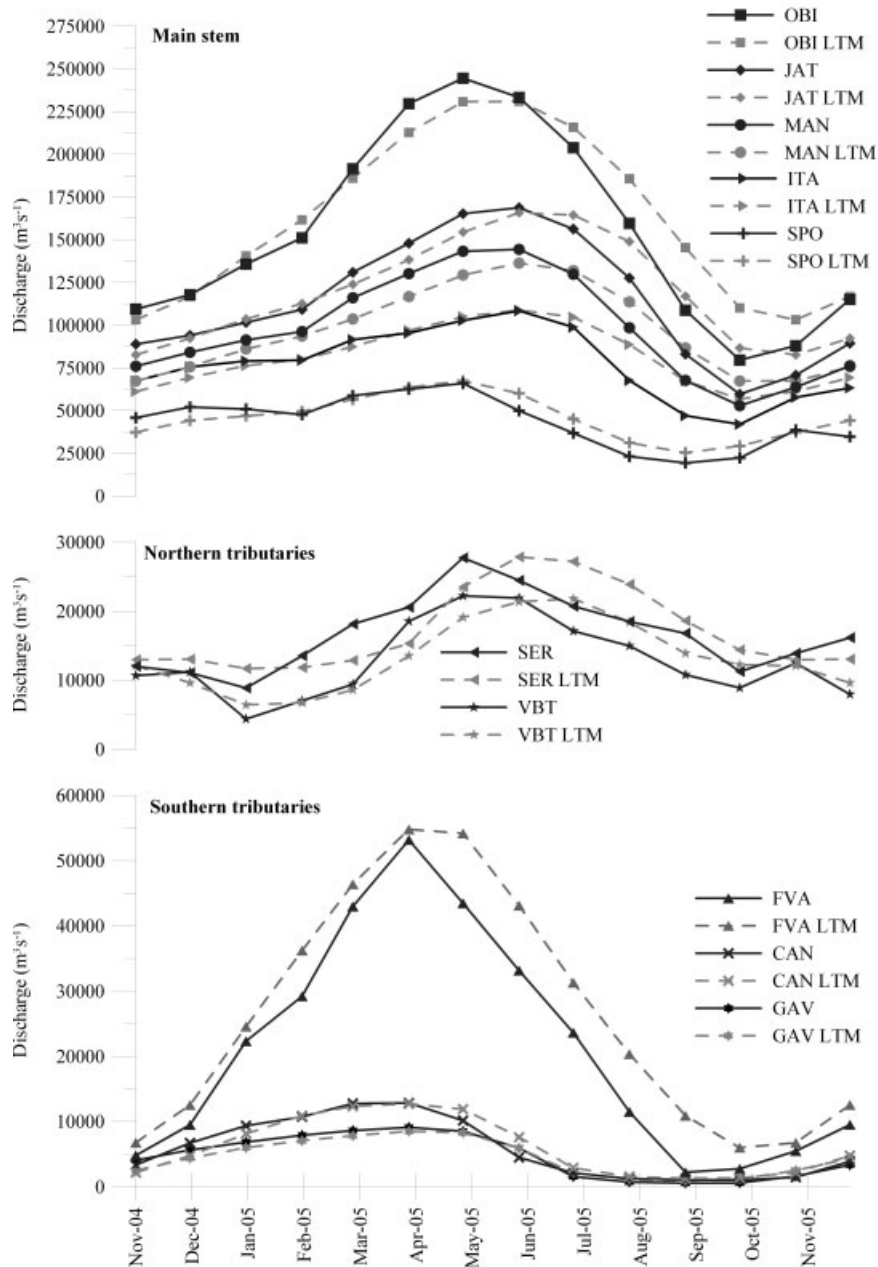 Main stem
OBI
OBI LTM
JAT
JAT LTM
MAN
MAN LTM
ITA
ITA LTM
SPO
SPO LTM
Discharge (m³s⁻¹)
275000
250000
225000
200000
175000
150000
125000
100000
75000
50000
25000
0
Northern tributaries
SER
SER LTM
VBT
VBT LTM
Discharge (m³s⁻¹)
30000
20000
10000
0
Southern tributaries
FVA
FVA LTM
CAN
CAN LTM
GAV
GAV LTM
Discharge (m³s⁻¹)
60000
50000
40000
30000
20000
10000
0
Nov-04
Dec-04
Jan-05
Feb-05
Mar-05
Apr-05
May-05
Jun-05
Jul-05
Aug-05
Sep-05
Oct-05
Nov-05